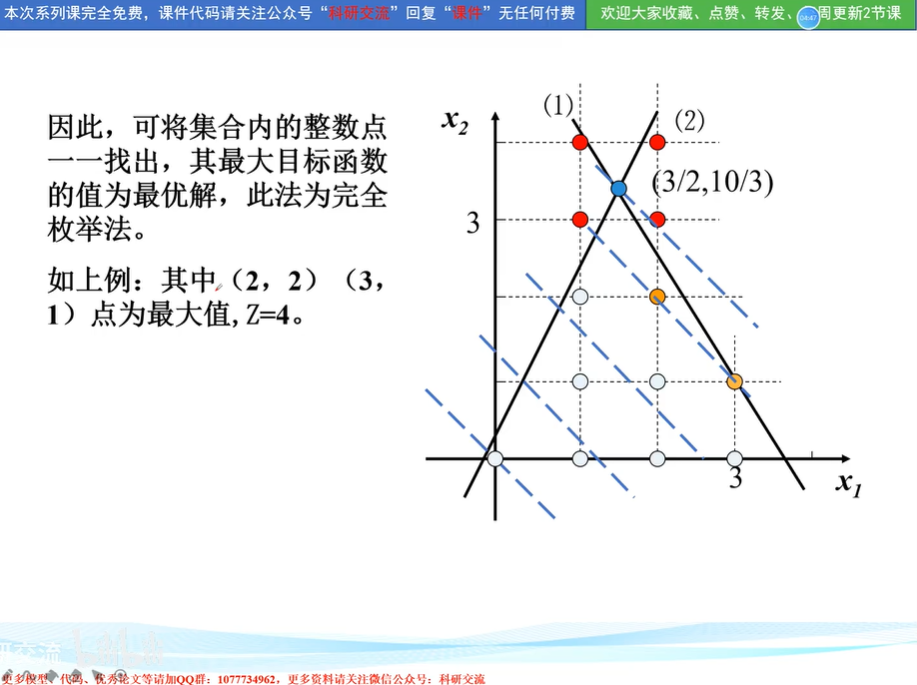 本次系列课完全免费，课件代码请关注公众号“科研交流”回复“课件”无任何付费
欢迎大家收藏、点赞、转发、周更新2节课
04:47
因此，可将集合内的整数点
一一找出，其最大目标函数
的值为最优解，此法为完全
枚举法。
如上例：其中（2，2）（3，
1）点为最大值,Z=4。
x2
(1)
(2)
(3/2,10/3)
3
3
x1
研交流
更多模型、代码、优秀论文等请加QQ群：1077734962，更多资料请关注微信公众号：科研交流